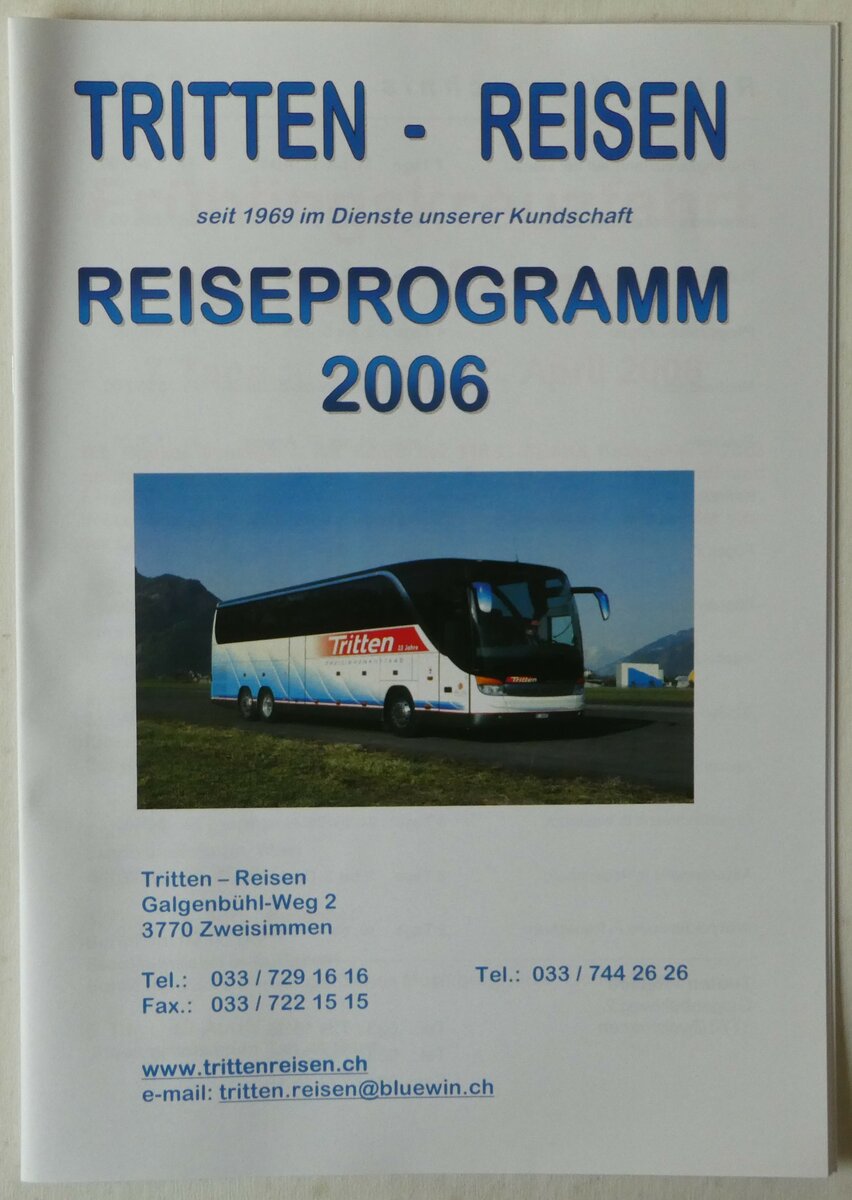 TRITTEN - REISEN
seit 1969 im Dienste unserer Kundschaft
REISEPROGRAMM
2006
Tritten
Tritten
Tritten – Reisen
Galgenbühl-Weg 2
3770 Zweisimmen
Tel.: 033 / 729 16 16 Tel.: 033 / 744 26 26
Fax.: 033 / 722 15 15
www.trittenreisen.ch
e-mail: tritten.reisen@bluewin.ch